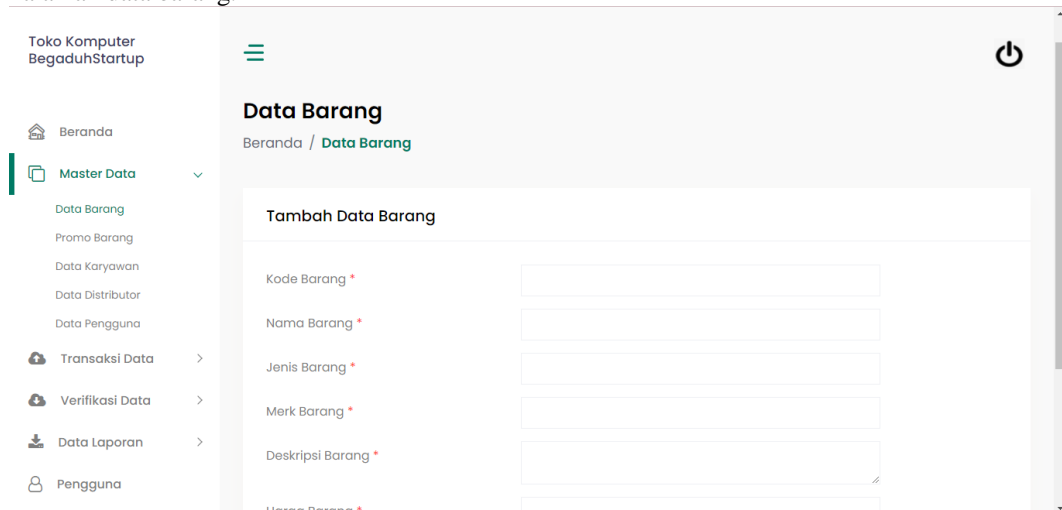 Toko Komputer
BegaduhStartup
Beranda
Master Data
Data Barang
Promo Barang
Data Karyawan
Data Distributor
Data Pengguna
Transaksi Data
Verifikasi Data
Data Laporan
Pengguna
Data Barang
Beranda / Data Barang
Tambah Data Barang
Kode Barang *
Nama Barang *
Jenis Barang *
Merk Barang *
Deskripsi Barang *
Harga Barang *